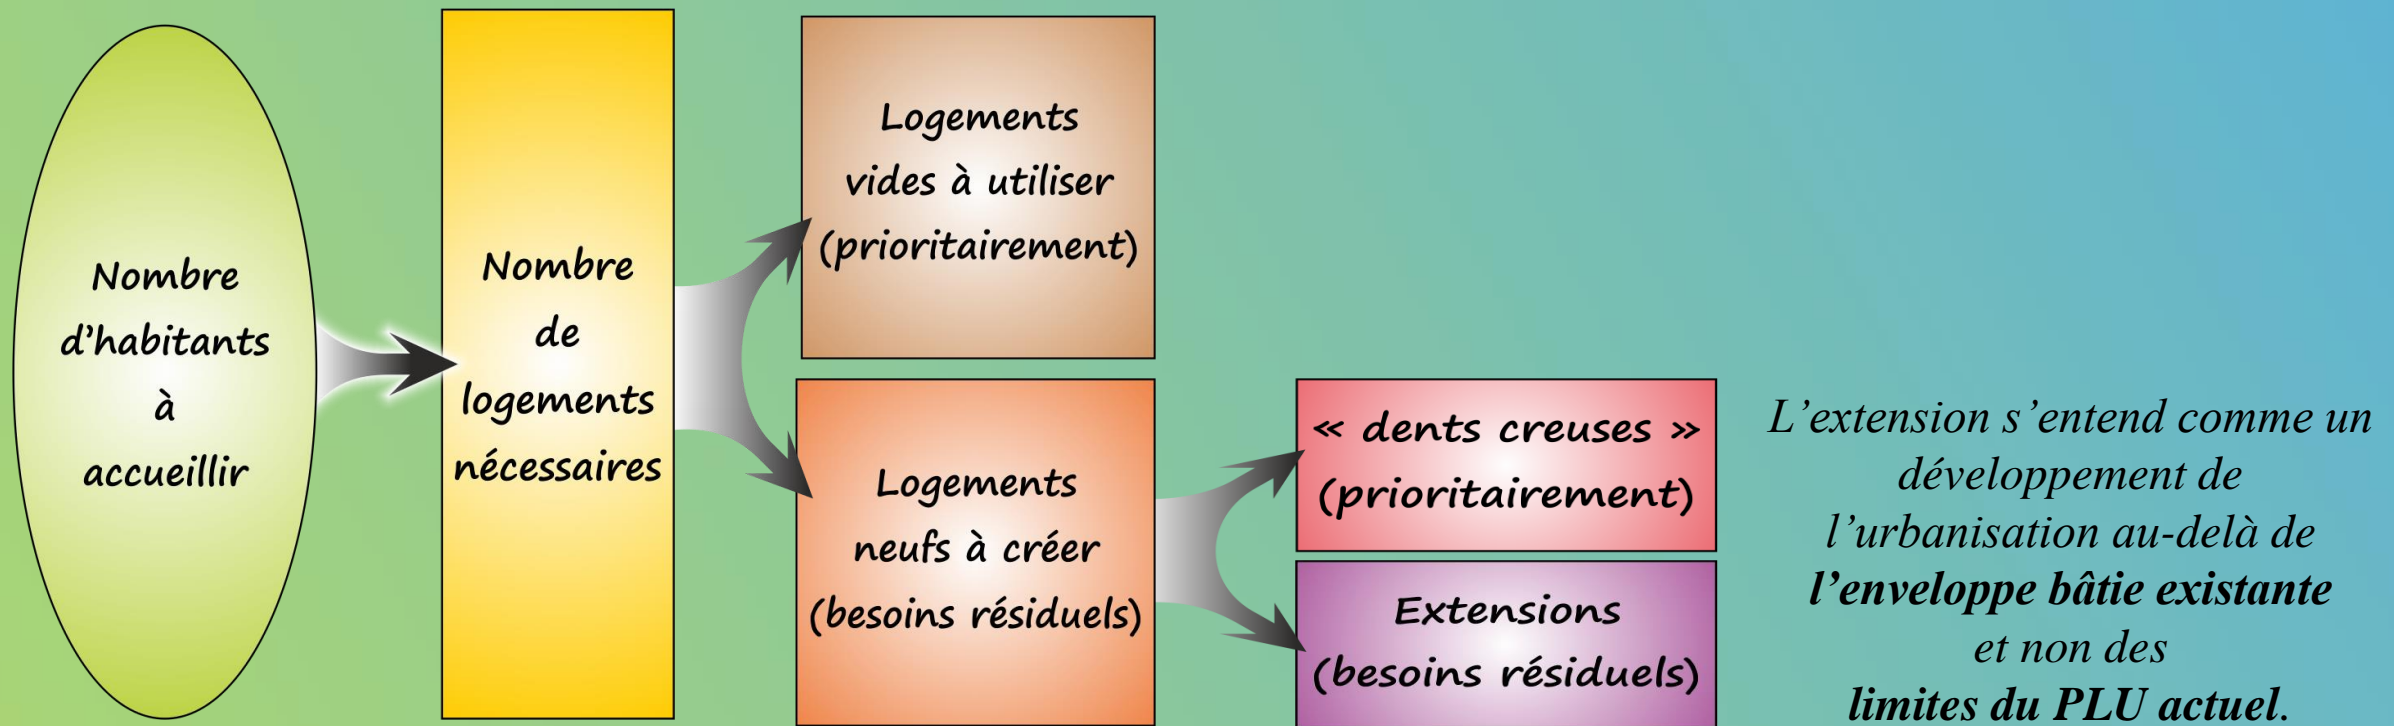 Nombre
d'habitants
à
accueillir
Nombre
de
logements
nécessaires
Logements
vides à utiliser
(prioritairement)
Logements
neufs à créer
(besoins résiduels)
« dents creuses »
(prioritairement)
Extensions
(besoins résiduels)
L'extension s'entend comme un
développement de
l'urbanisation au-delà de
l'enveloppe bâtie existante
et non des
limites du PLU actuel.